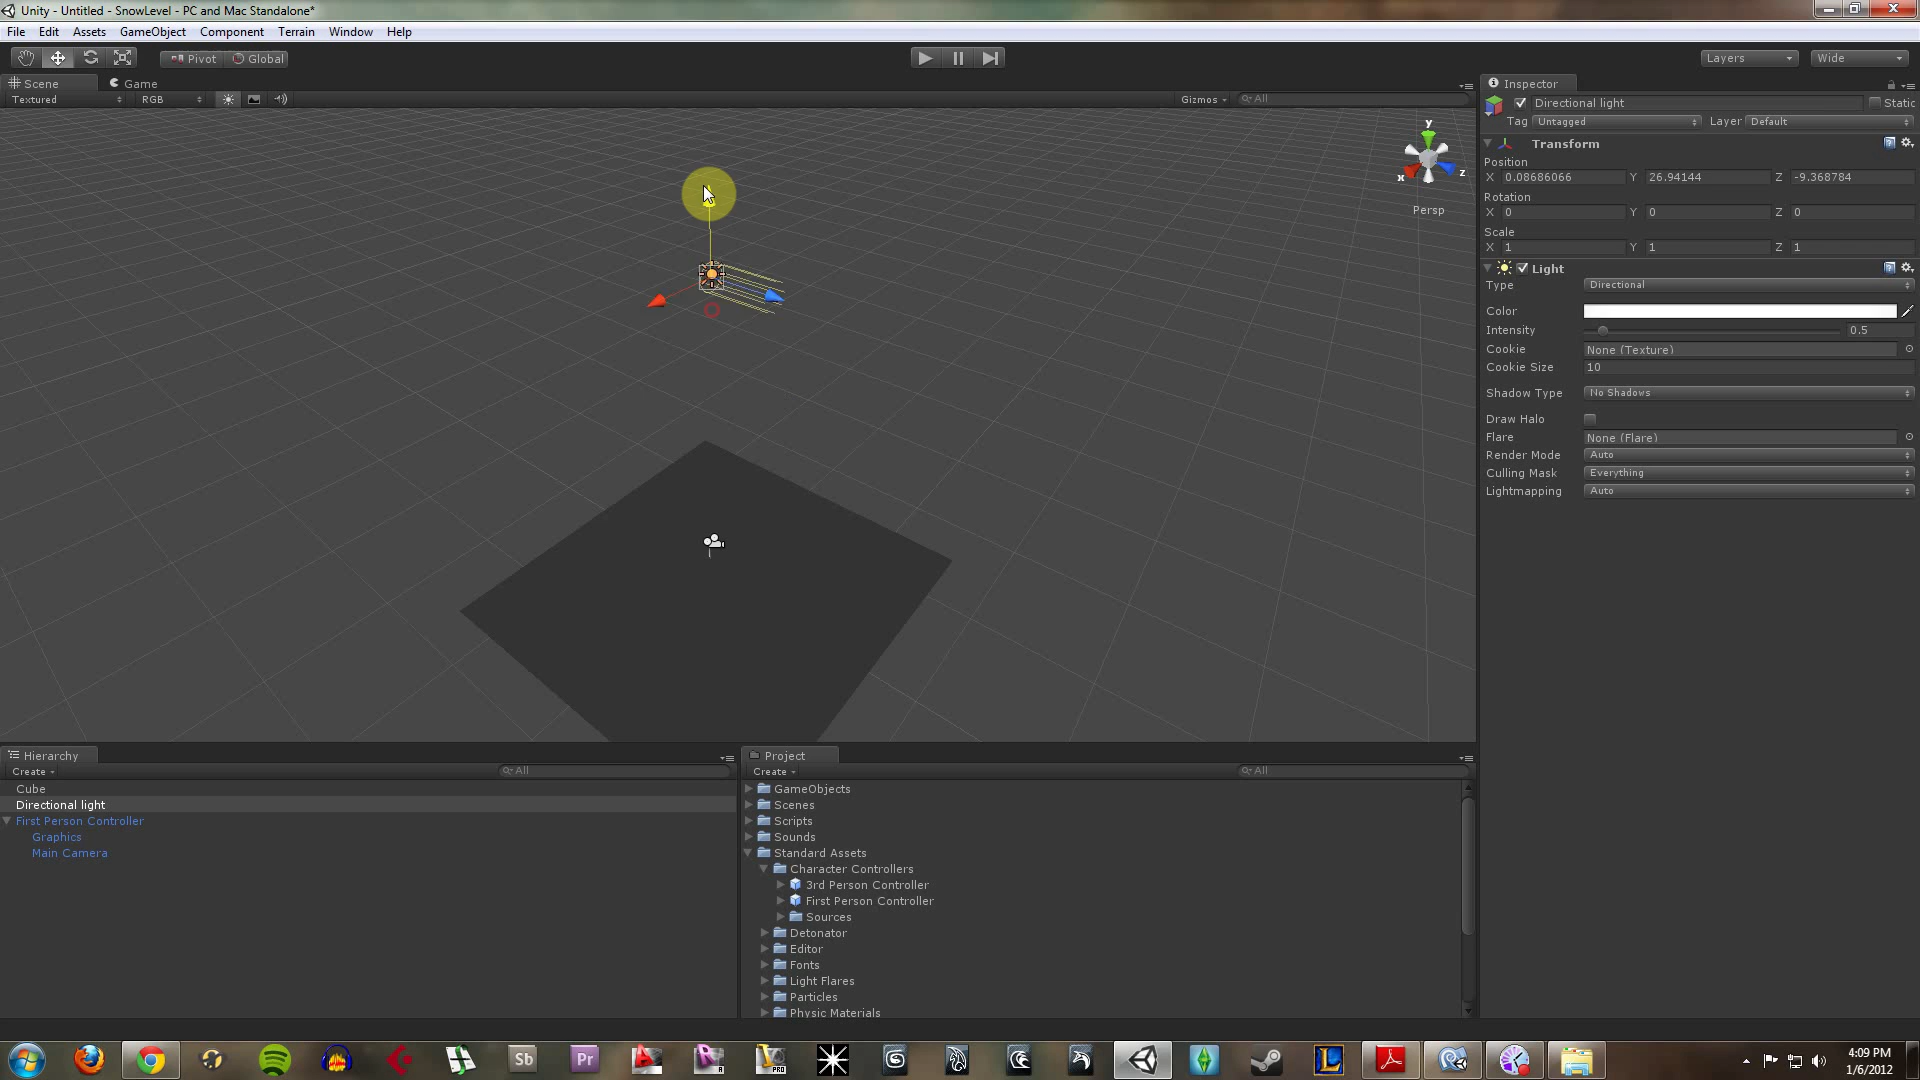 Unity - Untitled - SnowLevel - PC and Mac Standalone*
File Edit Assets GameObject Component Terrain Window Help
Pivot Global Layers Wide
Scene Game
Textured RGB Gizmos All
y
x z
Persp
Inspector
Directional light Static
Tag Untagged Layer Default
Transform
Position
X 0.08686066 Y 26.94144 Z -9.368784
Rotation
X 0 Y 0 Z 0
Scale
X 1 Y 1 Z 1
Light
Type Directional
Color
Intensity 0.5
Cookie None (Texture)
Cookie Size 10
Shadow Type No Shadows
Draw Halo
Flare None (Flare)
Render Mode Auto
Culling Mask Everything
Lightmapping Auto
Hierarchy
Create All
Cube
Directional light
First Person Controller
Graphics
Main Camera
Project
Create All
GameObjects
Scenes
Scripts
Sounds
Standard Assets
Character Controllers
3rd Person Controller
First Person Controller
Sources
Detonator
Editor
Fonts
Light Flares
Particles
Physic Materials
Sb Pr PRO L
4:09 PM
1/6/2012